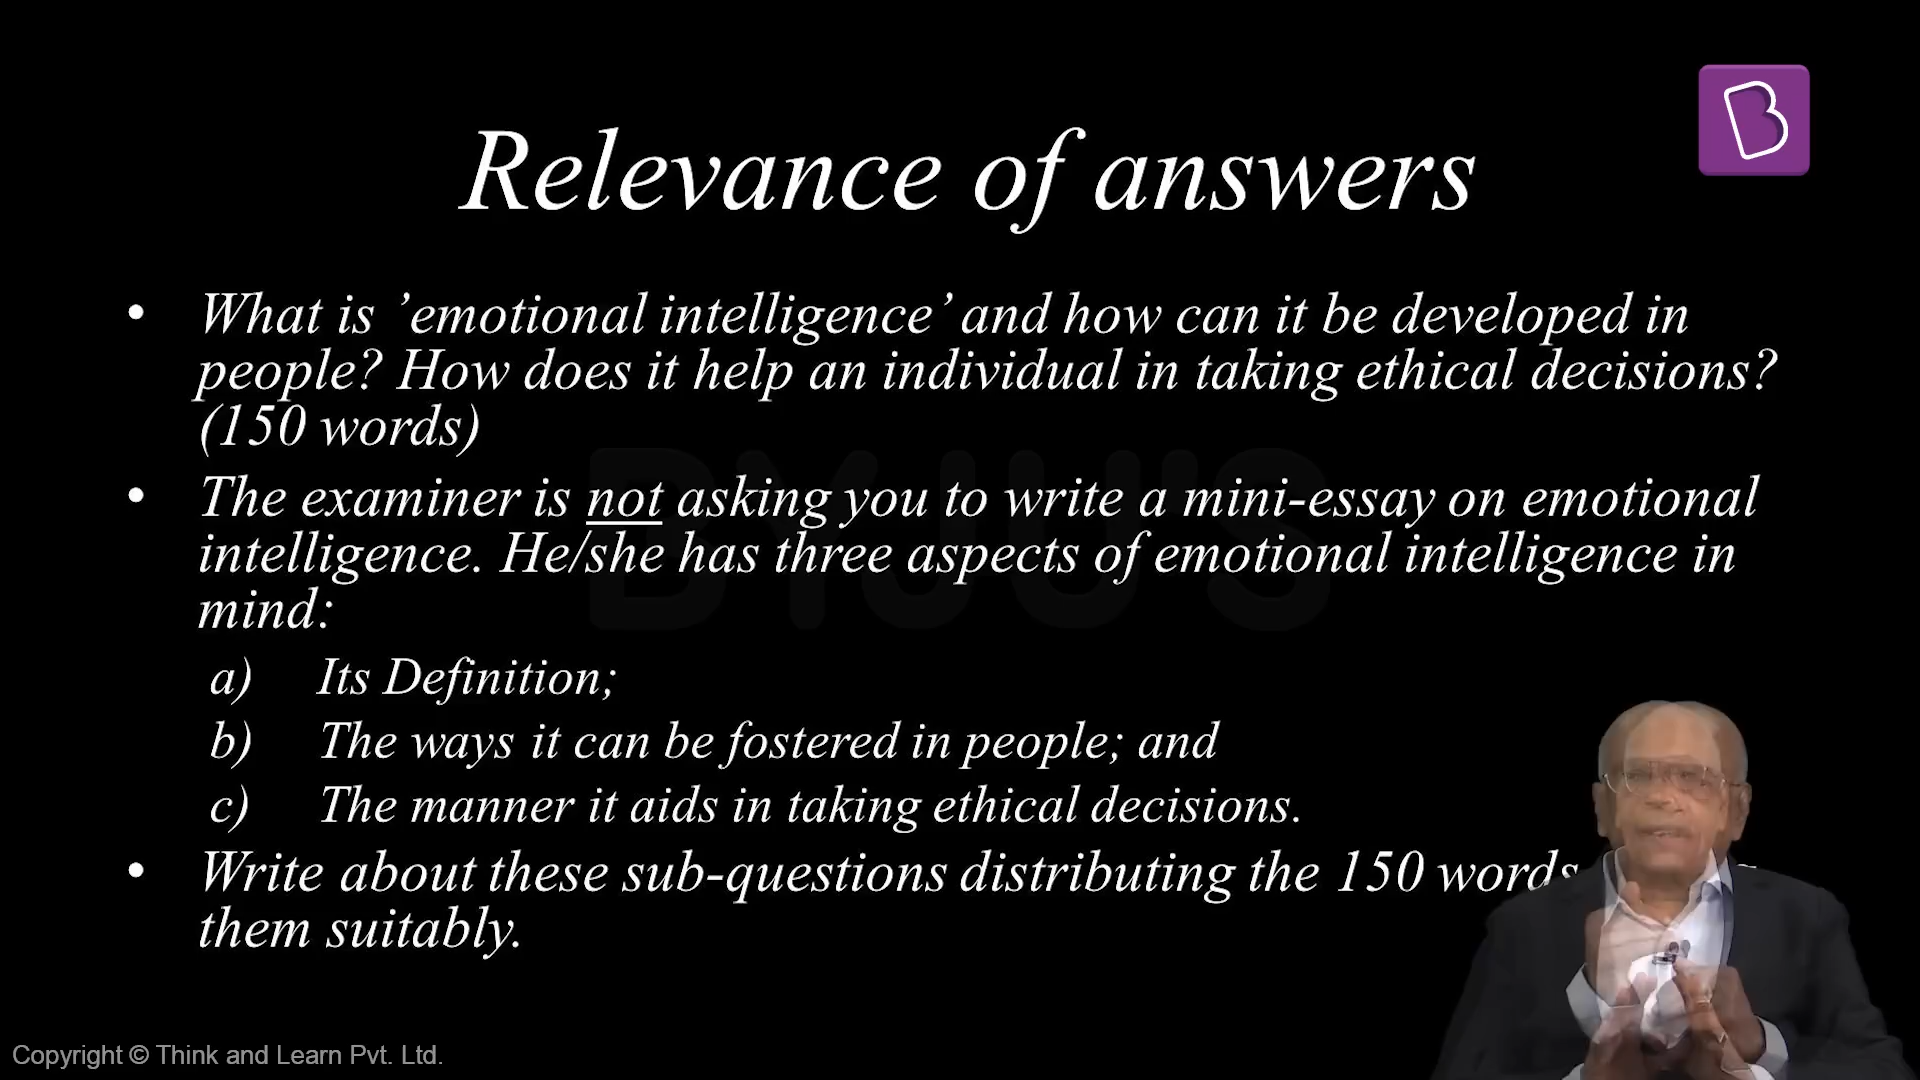 Relevance of answers
• What is ’emotional intelligence’ and how can it be developed in
people? How does it help an individual in taking ethical decisions?
(150 words)
• The examiner is not asking you to write a mini-essay on emotional
intelligence. He/she has three aspects of emotional intelligence in
mind:
a) Its Definition;
b) The ways it can be fostered in people; and
c) The manner it aids in taking ethical decisions.
• Write about these sub-questions distributing the 150 words
them suitably.
BYJU'S
Copyright © Think and Learn Pvt. Ltd.